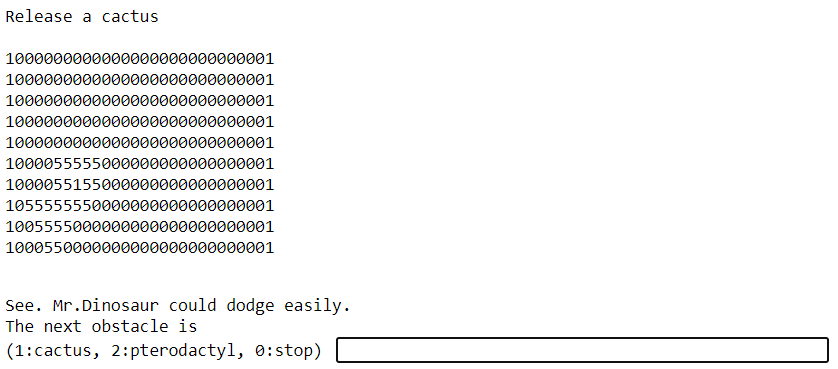 Release a cactus
1000000000000000000000000001
1000000000000000000000000001
1000000000000000000000000001
1000000000000000000000000001
1000000000000000000000000001
1000055555000000000000000001
1000055155000000000000000001
1055555555000000000000000001
1005555000000000000000000001
1000550000000000000000000001
See. Mr.Dinosaur could dodge easily.
The next obstacle is
(1:cactus, 2:pterodactyl, 0:stop)